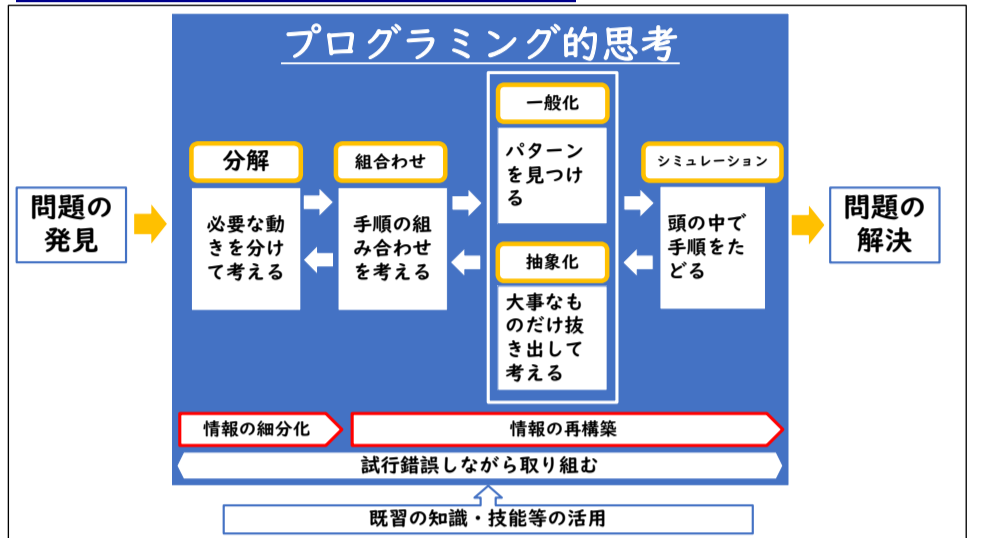 プログラミング的思考
問題の
発見
分解
必要な動
きを分け
て考える
組合わせ
手順の組
み合わせ
を考える
一般化
パターン
を見つけ
る
抽象化
大事なも
のだけ抜
き出して
考える
シミュレーション
頭の中で
手順をた
どる
問題の
解決
情報の細分化
情報の再構築
試行錯誤しながら取り組む
既習の知識・技能等の活用